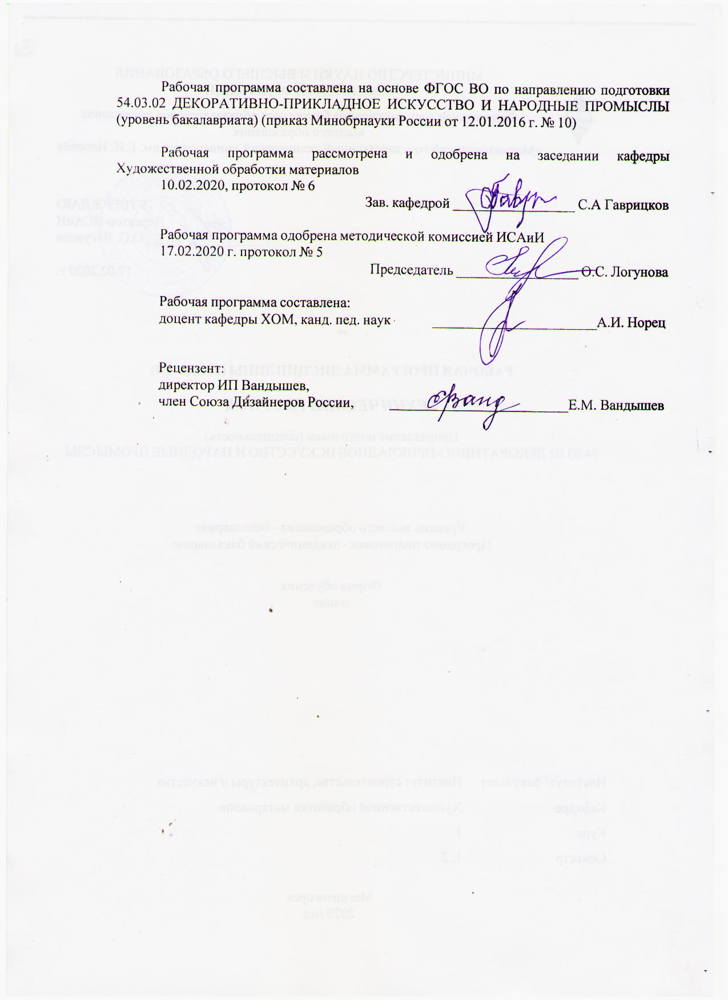 Рабочая программа составлена на основе ФГОС ВО по направлению подготовки
54.03.02 ДЕКОРАТИВНО-ПРИКЛАДНОЕ ИСКУССТВО И НАРОДНЫЕ ПРОМЫСЛЫ
(уровень бакалавриата) (приказ Минобрнауки России от 12.01.2016 г. № 10)
Рабочая программа рассмотрена и одобрена на заседании кафедры
Художественной обработки материалов
10.02.2020, протокол № 6
Зав. кафедрой ________________ С.А Гаврицков
Рабочая программа одобрена методической комиссией ИСАиИ
17.02.2020 г. протокол № 5
Председатель ________________ О.С. Логунова
Рабочая программа составлена:
доцент кафедры ХОМ, канд. пед. наук ______________________А.И. Норец
Рецензент:
директор ИП Вандышев,
член Союза Дизайнеров России, ________________________Е.М. Вандышев